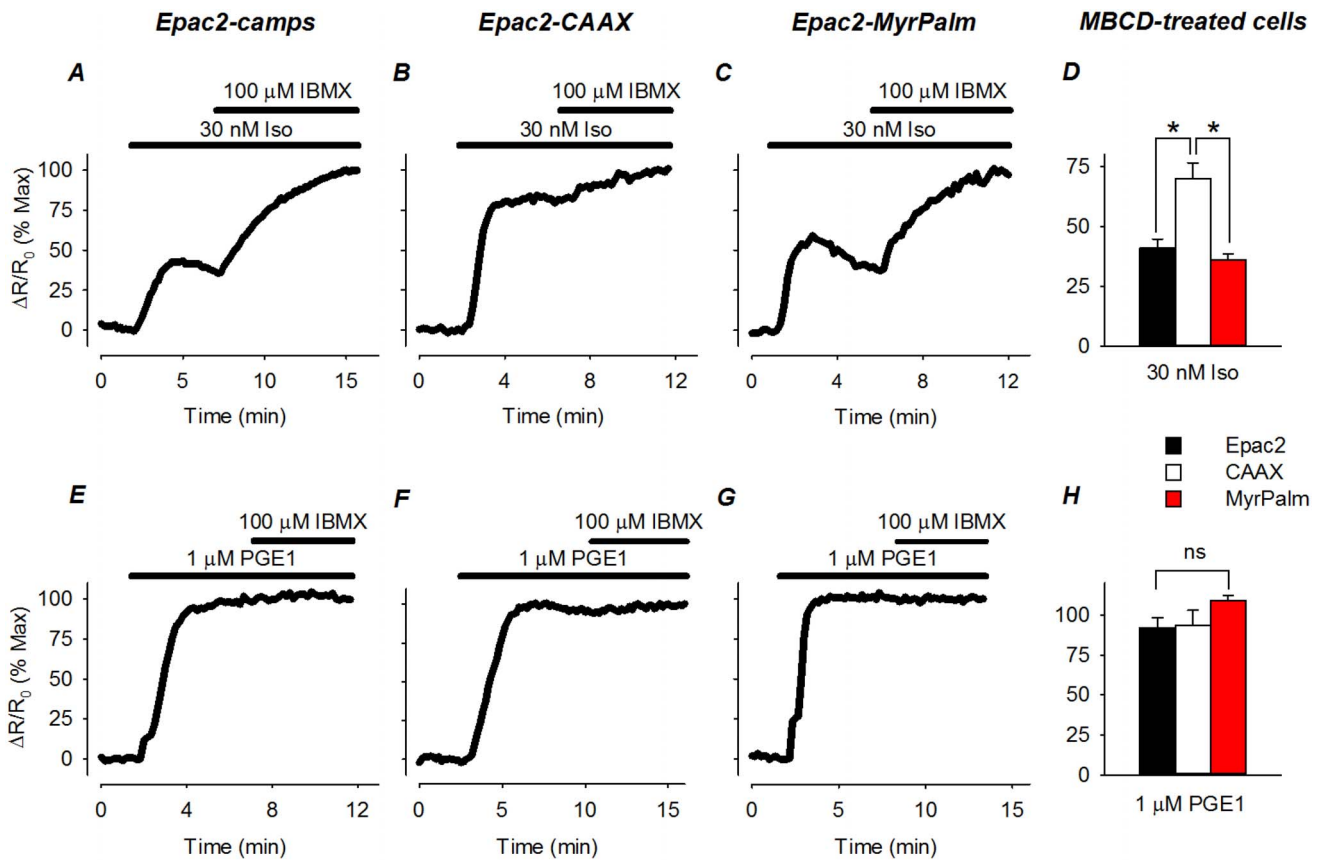 Epac2-camps
Epac2-CAAX
Epac2-MyrPalm
MBCD-treated cells
A
100 μM IBMX
30 nM Iso
ΔR/R0 (% Max)
100
75
50
25
0
0 5 10 15
Time (min)
B
100 μM IBMX
30 nM Iso
0 4 8 12
Time (min)
C
100 μM IBMX
30 nM Iso
0 4 8 12
Time (min)
D
* *
75
50
25
0
30 nM Iso
Epac2
CAAX
MyrPalm
E
100 μM IBMX
1 μM PGE1
ΔR/R0 (% Max)
100
75
50
25
0
0 4 8 12
Time (min)
F
100 μM IBMX
1 μM PGE1
0 5 10 15
Time (min)
G
100 μM IBMX
1 μM PGE1
0 5 10 15
Time (min)
H
ns
100
75
50
25
0
1 μM PGE1